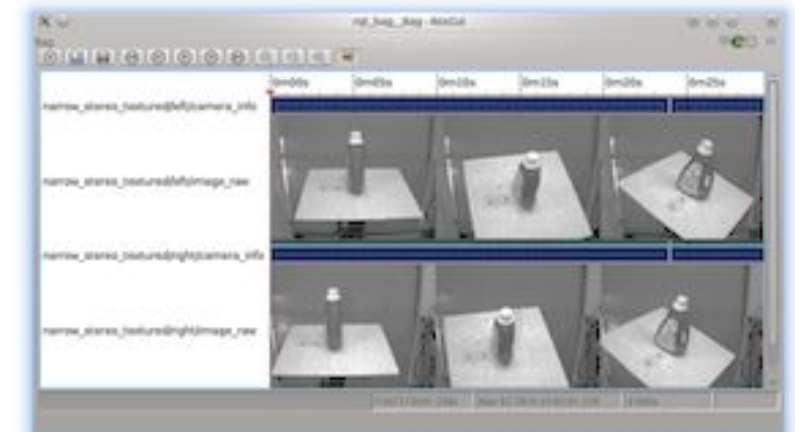 rqt_bag__Bag - RosGui
bag
0m00s 0m05s 0m10s 0m15s 0m20s 0m25s
narrow_stereo_textured/left/camera_info
narrow_stereo_textured/left/image_raw
narrow_stereo_textured/right/camera_info
narrow_stereo_textured/right/image_raw